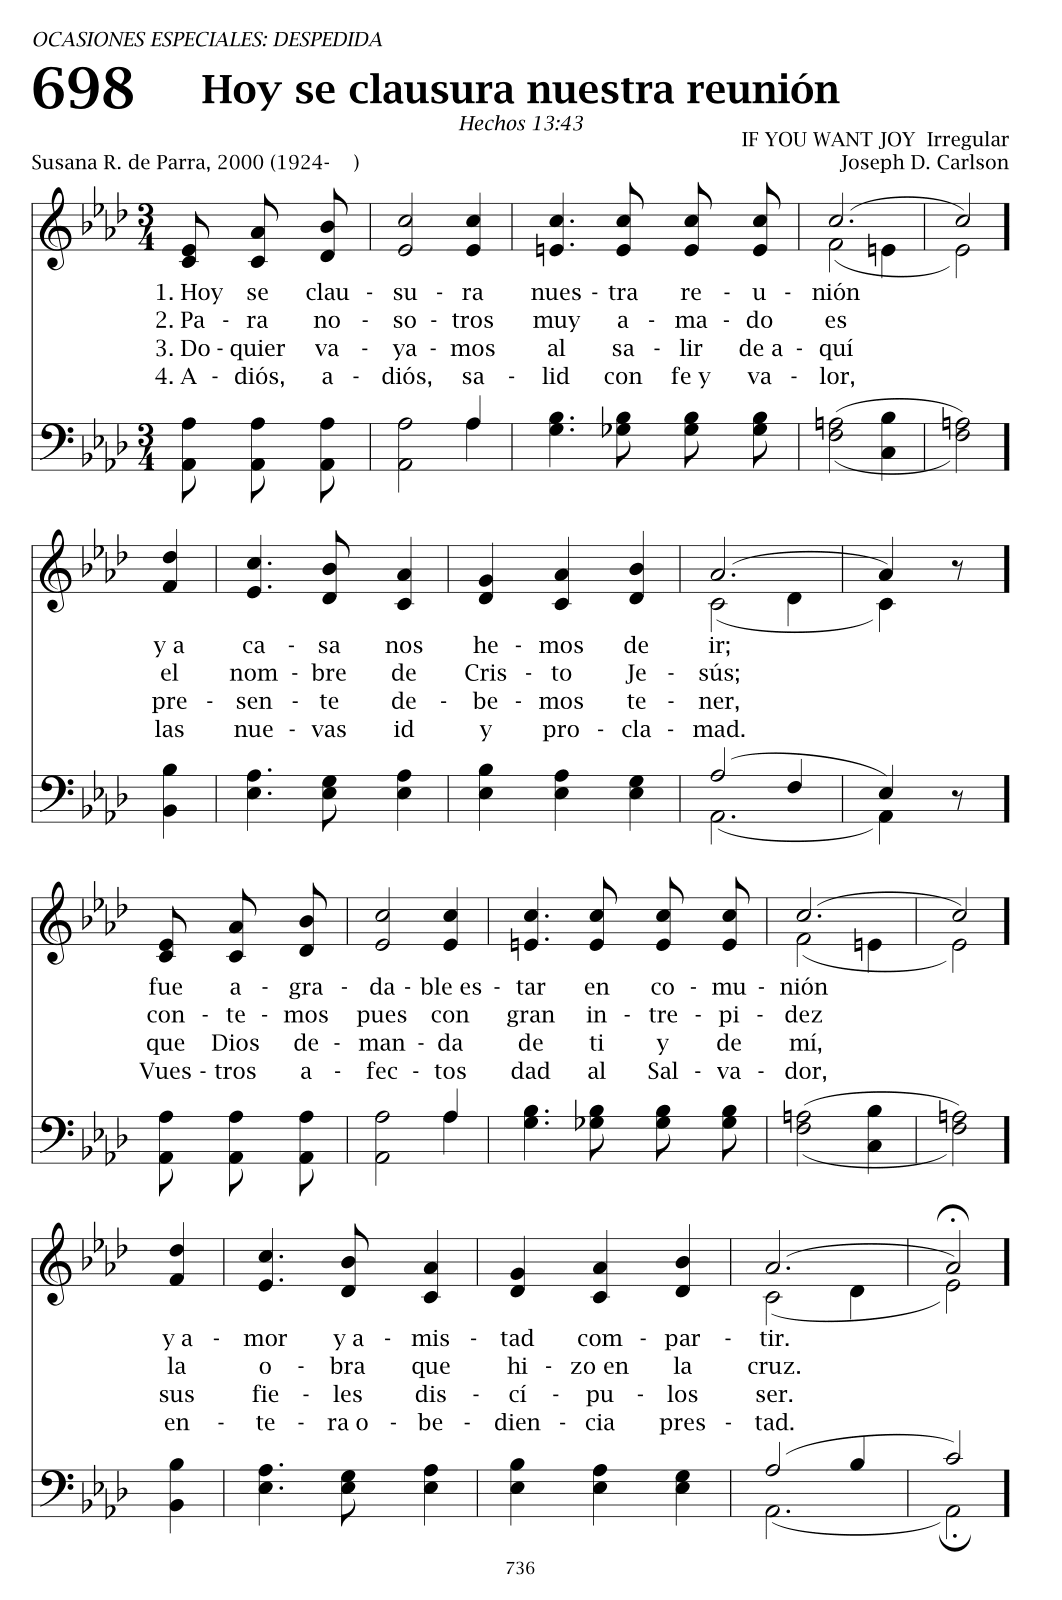 OCASIONES ESPECIALES: DESPEDIDA
698 Hoy se clausura nuestra reunión
Hechos 13:43
IF YOU WANT JOY Irregular
Susana R. de Parra, 2000 (1924- ) Joseph D. Carlson
1. Hoy se clau - su - ra nues - tra re - u - nión
2. Pa - ra no - so - tros muy a - ma - do es
3. Do - quier va - ya - mos al sa - lir de a - quí
4. A - diós, a - diós, sa - lid con fe y va - lor,
y a ca - sa nos he - mos de ir;
el nom - bre de Cris - to Je - sús;
pre - sen - te de - be - mos te - ner,
las nue - vas id y pro - cla - mad.
fue a - gra - da - ble es - tar en co - mu - nión
con - te - mos pues con gran in - tre - pi - dez
que Dios de - man - da de ti y de mí,
Vues - tros a - fec - tos dad al Sal - va - dor,
y a - mor y a - mis - tad com - par - tir.
la o - bra que hi - zo en la cruz.
sus fie - les dis - cí - pu - los ser.
en - te - ra o - be - dien - cia pres - tad.
736